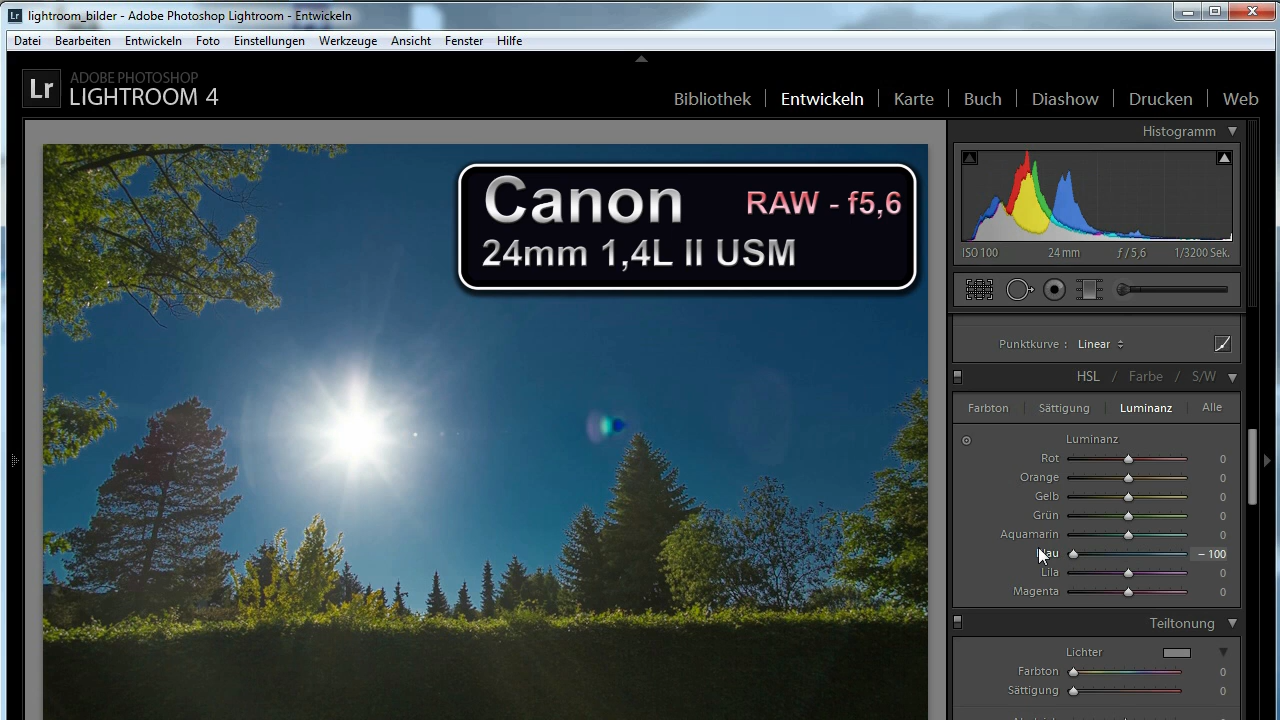 lightroom_bilder - Adobe Photoshop Lightroom - Entwickeln
Datei Bearbeiten Entwickeln Foto Einstellungen Werkzeuge Ansicht Fenster Hilfe
Lr ADOBE PHOTOSHOP
LIGHTROOM 4
Bibliothek Entwickeln Karte Buch Diashow Drucken Web
Canon RAW - f5,6
24mm 1,4L II USM
Histogramm
ISO 100 24 mm ƒ / 5,6 1/3200 Sek.
Punktkurve : Linear
HSL / Farbe / S/W
Farbton Sättigung Luminanz Alle
Luminanz
Rot 0
Orange 0
Gelb 0
Grün 0
Aquamarin 0
– 100
Lila 0
Magenta 0
Teiltonung
Lichter
Farbton 0
Sättigung 0